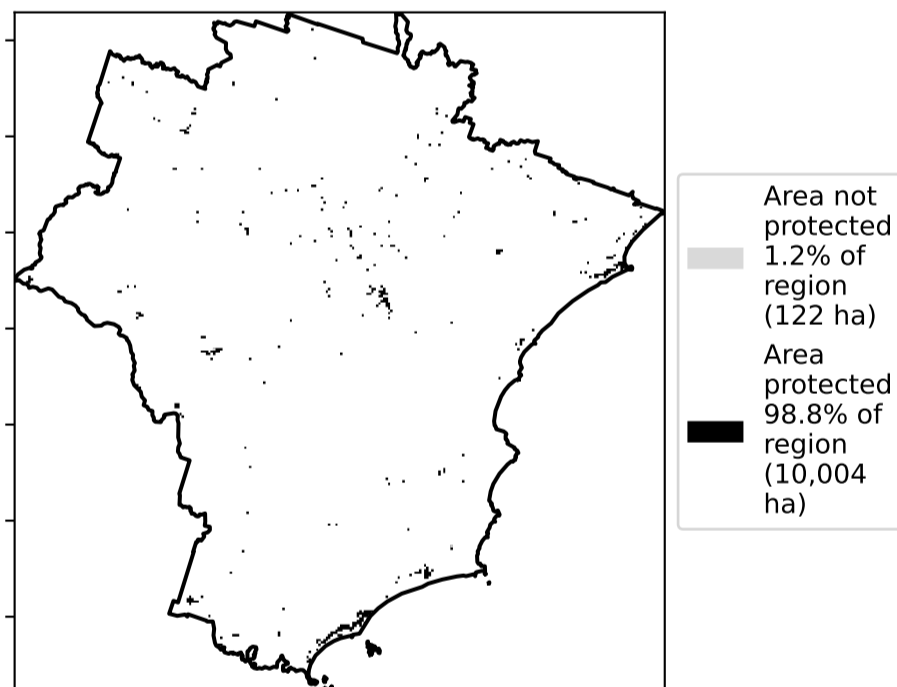 Area not
protected
1.2% of
region
(122 ha)
Area
protected
98.8% of
region
(10,004
ha)